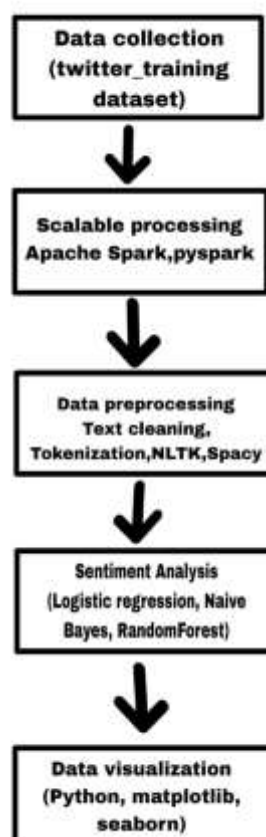 Data collection
(twitter_training
dataset)
Scalable processing
Apache Spark,pyspark
Data preprocessing
Text cleaning,
Tokenization,NLTK,Spacy
Sentiment Analysis
(Logistic regression, Naive
Bayes, RandomForest)
Data visualization
(Python, matplotlib,
seaborn)